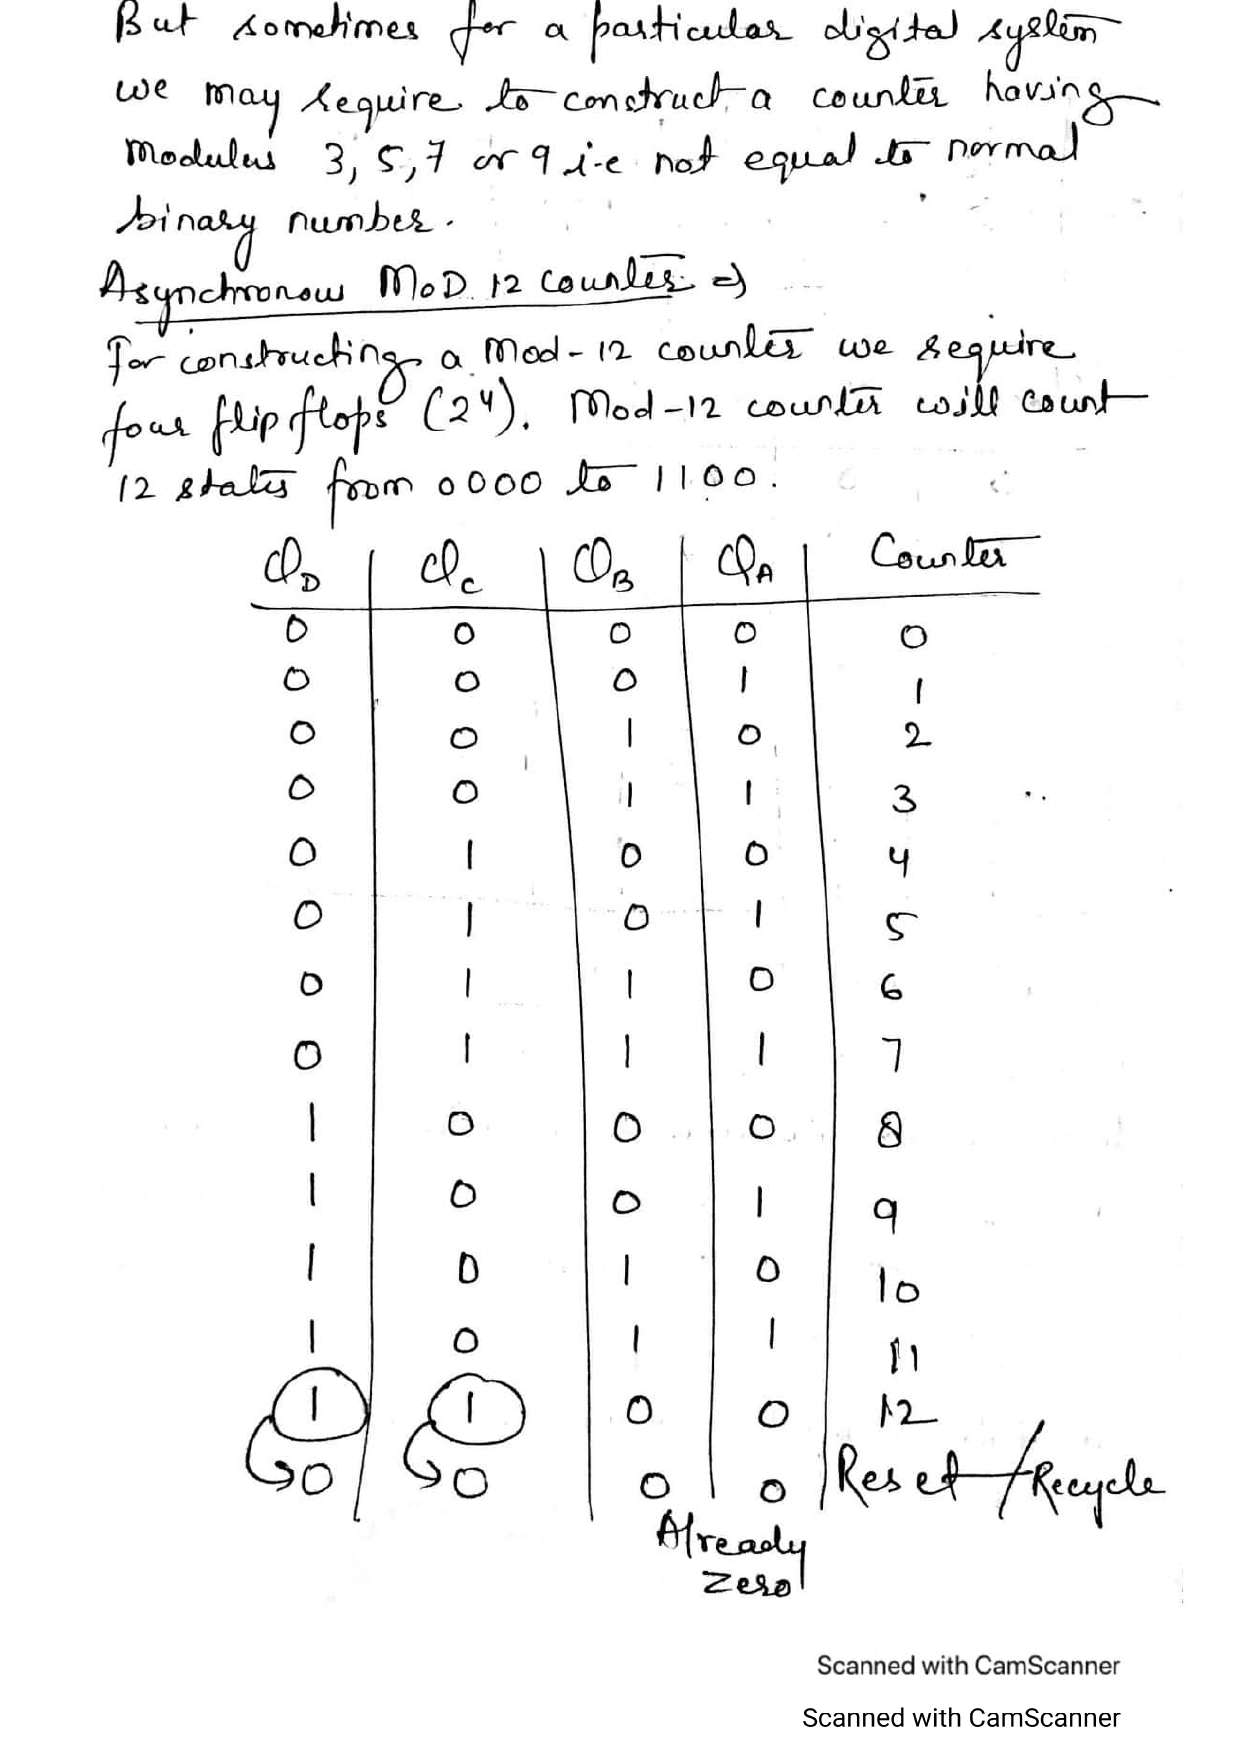 But sometimes for a particular digital system
we may require to construct a counter having
Modulus 3, 5, 7 or 9 i.e not equal to normal
binary number.
Asynchronous MOD 12 Counter ⇒
For constructing a Mod-12 counter we require
four flip flops (2⁴). Mod-12 counter will count
12 states from 0000 to 1100.
Q_D | Q_C | Q_B | Q_A | Counter
0 0 0 0 0
0 0 0 1 1
0 0 1 0 2
0 0 1 1 3
0 1 0 0 4
0 1 0 1 5
0 1 1 0 6
0 1 1 1 7
1 0 0 0 8
1 0 0 1 9
1 0 1 0 10
1 0 1 1 11
1 1 0 0 12
0 0 0 0 Reset/Recycle
Already
Zero
Scanned with CamScanner
Scanned with CamScanner